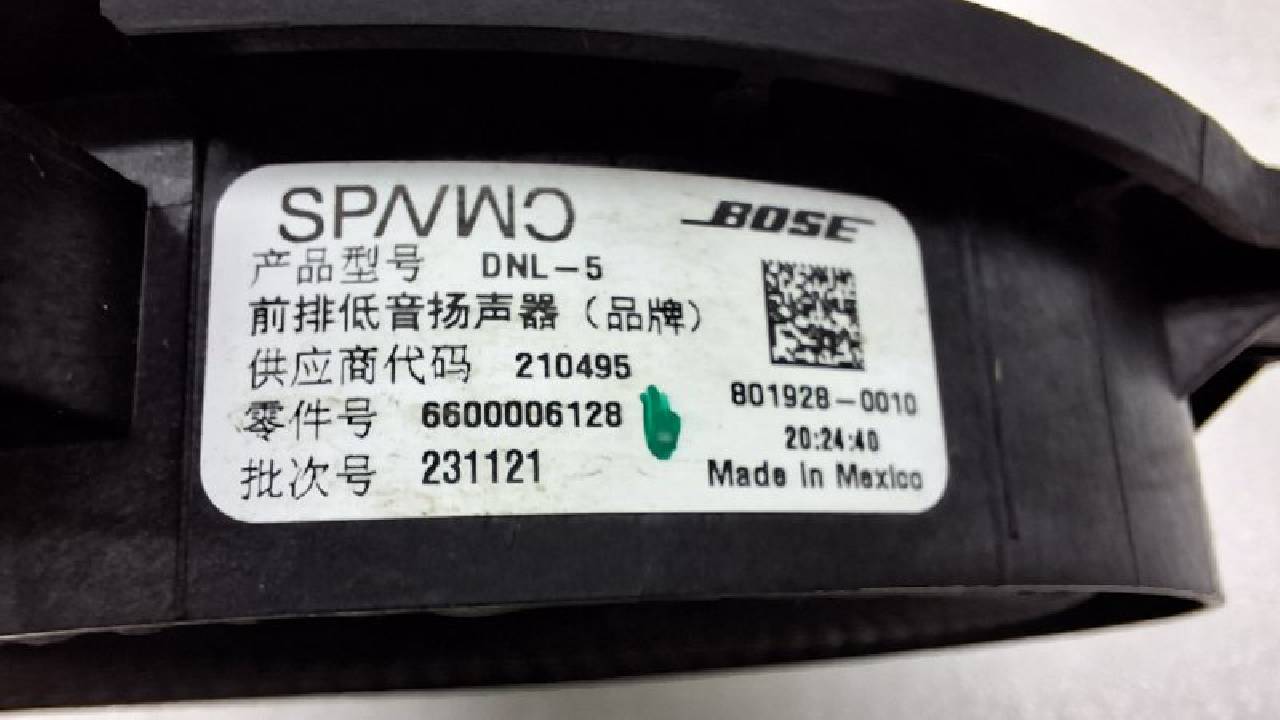 SPΛVMC
BOSE
产品型号 DNL-5
前排低音扬声器（品牌）
供应商代码 210495
零件号 6600006128
批次号 231121
801928-0010
20:24:40
Made in Mexico